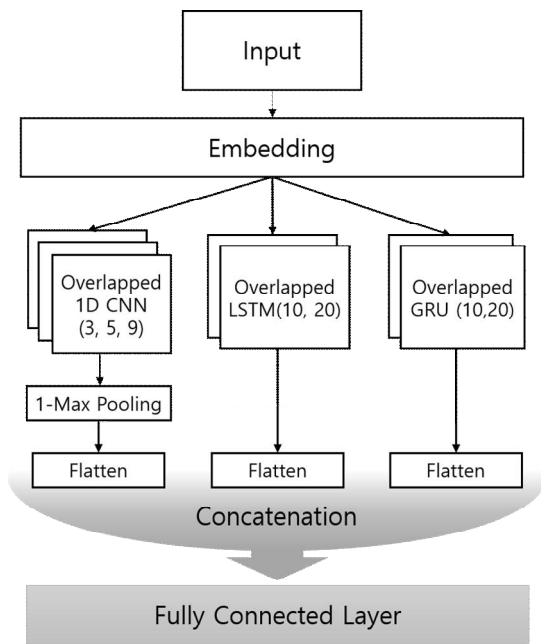 Input
Embedding
Overlapped
1D CNN
(3, 5, 9)
Overlapped
LSTM(10, 20)
Overlapped
GRU (10,20)
1-Max Pooling
Flatten
Flatten
Flatten
Concatenation
Fully Connected Layer